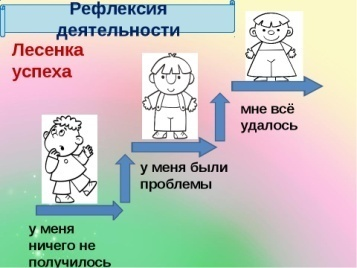 Рефлексия
деятельности
Лесенка
успеха
мне всё
удалось
у меня были
проблемы
у меня
ничего не
получилось